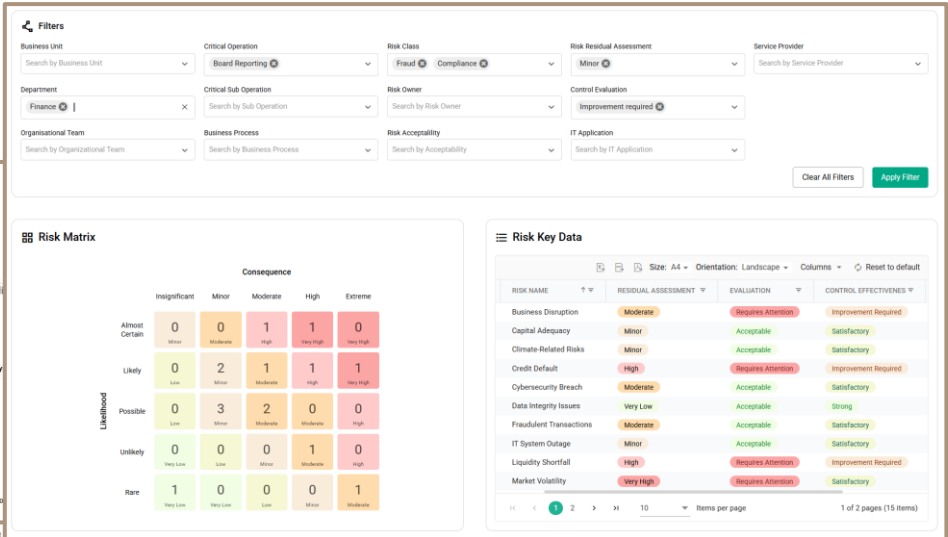 Filters
Business Unit Critical Operation Risk Class Risk Residual Assessment Service Provider
Search by Business Unit Board Reporting Fraud Compliance Minor Search by Service Provider
Department Critical Sub Operation Risk Owner Control Evaluation
Finance Search by Sub Operation Search by Risk Owner Improvement required
Organisational Team Business Process Risk Acceptability IT Application
Search by Organizational Team Search by Business Process Search by Acceptability Search by IT Application
Clear All Filters Apply Filter
Risk Matrix
Consequence
Insignificant Minor Moderate High Extreme
Likelihood
Almost Certain
0 0 1 1 0
Minor Moderate High Very High Very High
Likely
0 2 1 1 1
Low Minor Moderate High Very High
Possible
0 3 2 0 0
Low Minor Moderate Moderate High
Unlikely
0 0 0 1 0
Very Low Low Minor Moderate High
Rare
1 0 0 0 1
Very Low Very Low Low Minor Moderate
Risk Key Data
Size: A4 Orientation: Landscape Columns Reset to default
RISK NAME RESIDUAL ASSESSMENT EVALUATION CONTROL EFFECTIVENES
Business Disruption Moderate Requires Attention Improvement Required
Capital Adequacy Minor Acceptable Satisfactory
Climate-Related Risks Minor Acceptable Satisfactory
Credit Default High Requires Attention Improvement Required
Cybersecurity Breach Moderate Acceptable Satisfactory
Data Integrity Issues Very Low Acceptable Strong
Fraudulent Transactions Moderate Acceptable Satisfactory
IT System Outage Minor Acceptable Satisfactory
Liquidity Shortfall High Requires Attention Improvement Required
Market Volatility Very High Requires Attention Satisfactory
1 2 10 Items per page 1 of 2 pages (15 items)